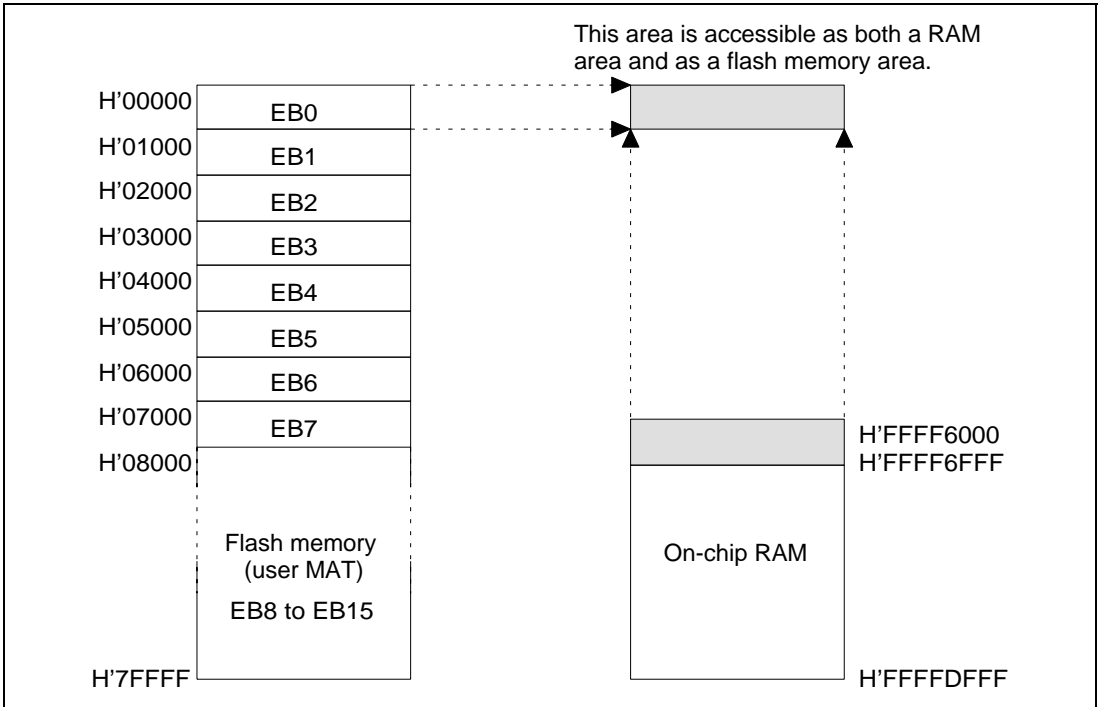 This area is accessible as both a RAM
area and as a flash memory area.
H'00000
EB0
H'01000
EB1
H'02000
EB2
H'03000
EB3
H'04000
EB4
H'05000
EB5
H'06000
EB6
H'07000
EB7
H'08000
Flash memory
(user MAT)
EB8 to EB15
H'7FFFF
H'FFFF6000
H'FFFF6FFF
On-chip RAM
H'FFFFDFFF